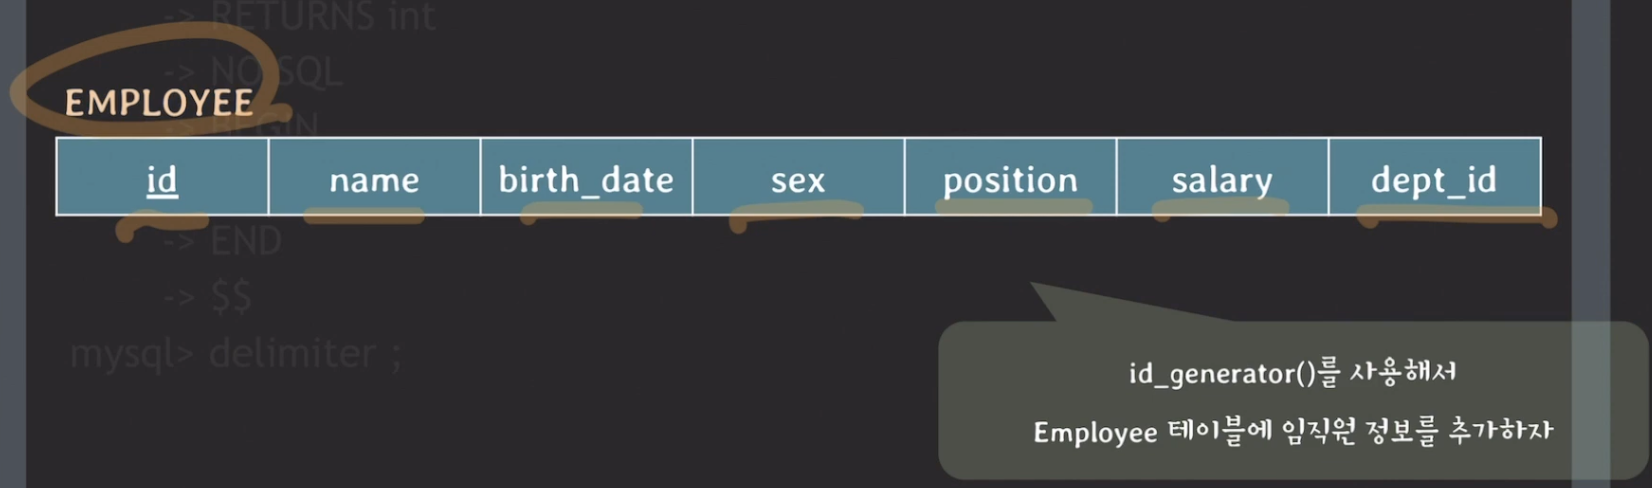 -> RETURNS int
-> NO SQL
EMPLOYEE
-> BEGIN
id name birth_date sex position salary dept_id
-> END
-> $$
mysql> delimiter ;
id_generator()를 사용해서
Employee 테이블에 임직원 정보를 추가하자